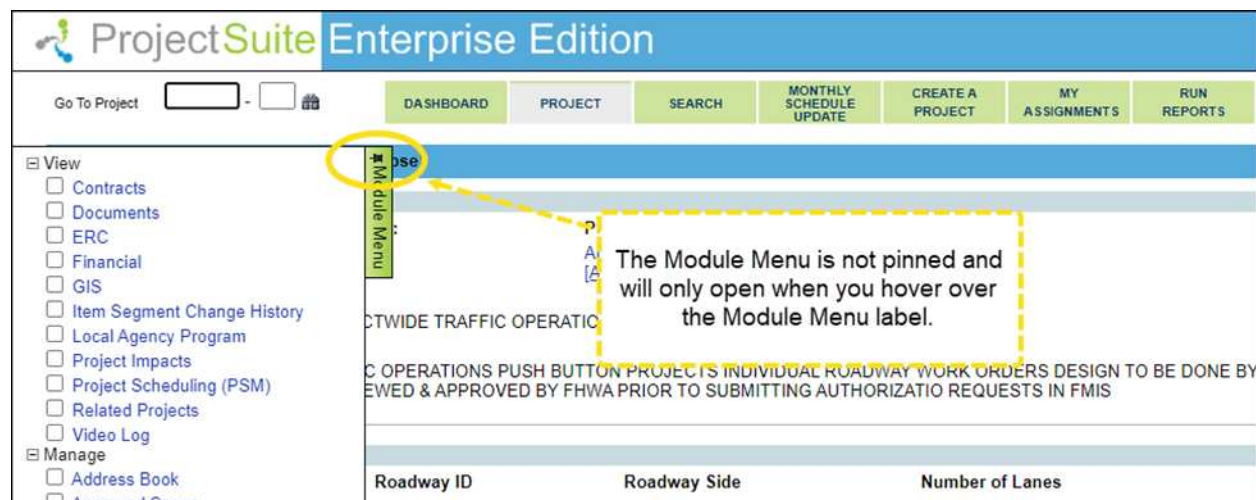 ProjectSuite Enterprise Edition
Go To Project
-
DASHBOARD
PROJECT
SEARCH
MONTHLY
SCHEDULE
UPDATE
CREATE A
PROJECT
MY
ASSIGNMENTS
RUN
REPORTS
View
Contracts
Documents
ERC
Financial
GIS
Item Segment Change History
Local Agency Program
Project Impacts
Project Scheduling (PSM)
Related Projects
Video Log
Manage
Address Book
Module Menu
The Module Menu is not pinned and
will only open when you hover over
the Module Menu label.
CTWIDE TRAFFIC OPERATIC
C OPERATIONS PUSH BUTTON PROJECTS INDIVIDUAL ROADWAY WORK ORDERS DESIGN TO BE DONE BY
EWED & APPROVED BY FHWA PRIOR TO SUBMITTING AUTHORIZATIO REQUESTS IN FMIS
Roadway ID
Roadway Side
Number of Lanes